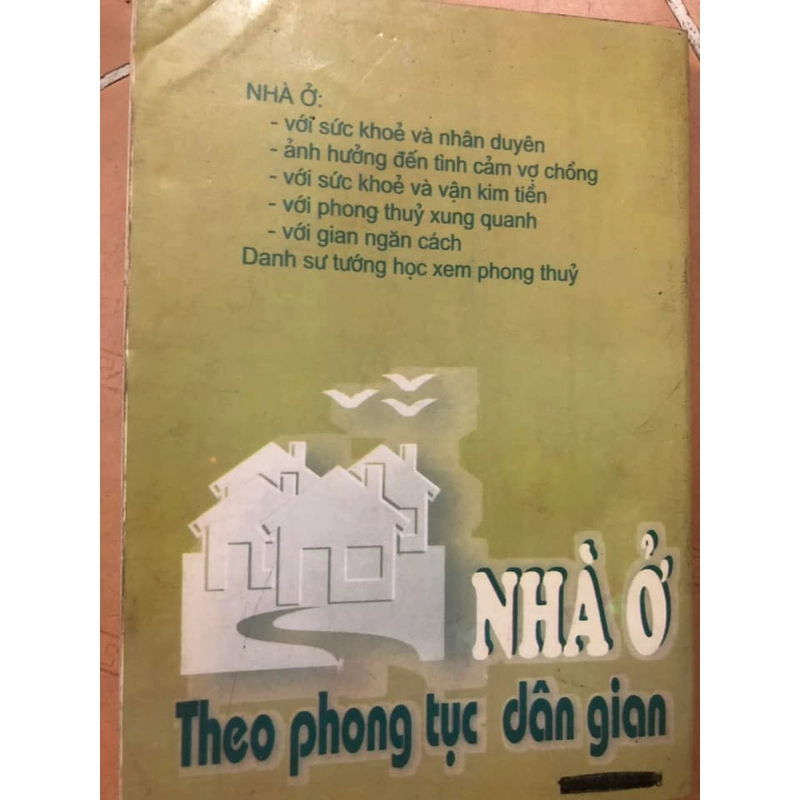 NHÀ Ở:
- với sức khoẻ và nhân duyên
- ảnh hưởng đến tình cảm vợ chồng
- với sức khoẻ và vận kim tiền
- với phong thuỷ xung quanh
- với gian ngăn cách
Danh sư tướng học xem phong thuỷ
NHÀ Ở
Theo phong tục dân gian